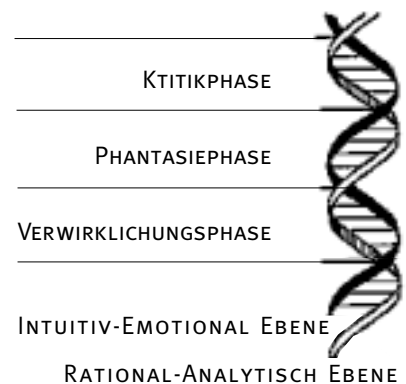 KTITIKPHASE
PHANTASIEPHASE
VERWIRKLICHUNGSPHASE
INTUITIV-EMOTIONAL EBENE
RATIONAL-ANALYTISCH EBENE